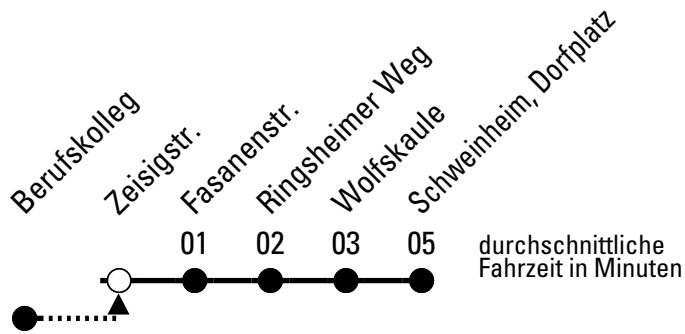 Berufskolleg
Zeisigstr.
Fasanenstr.
Ringsheimer Weg
Wolfskaule
Schweinheim, Dorfplatz
01 02 03 05
durchschnittliche
Fahrzeit in Minuten